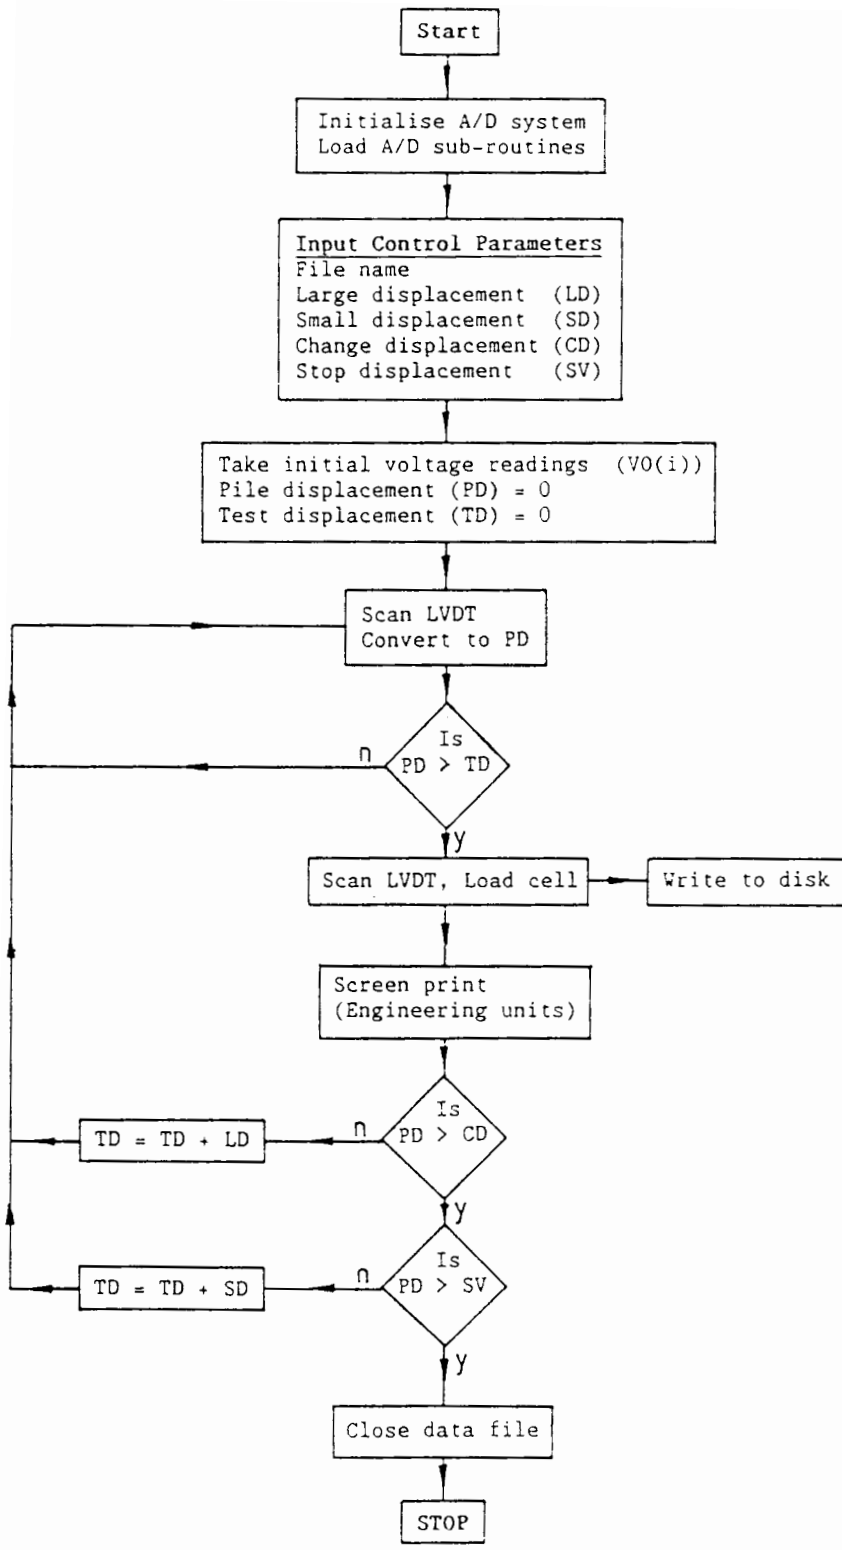 Start
Initialise A/D system
Load A/D sub-routines
Input Control Parameters
File name
Large displacement (LD)
Small displacement (SD)
Change displacement (CD)
Stop displacement (SV)
Take initial voltage readings (VO(i))
Pile displacement (PD) = 0
Test displacement (TD) = 0
Scan LVDT
Convert to PD
Is
n PD > TD
y
Scan LVDT, Load cell Write to disk
Screen print
(Engineering units)
Is
TD = TD + LD n PD > CD
y
Is
TD = TD + SD n PD > SV
y
Close data file
STOP